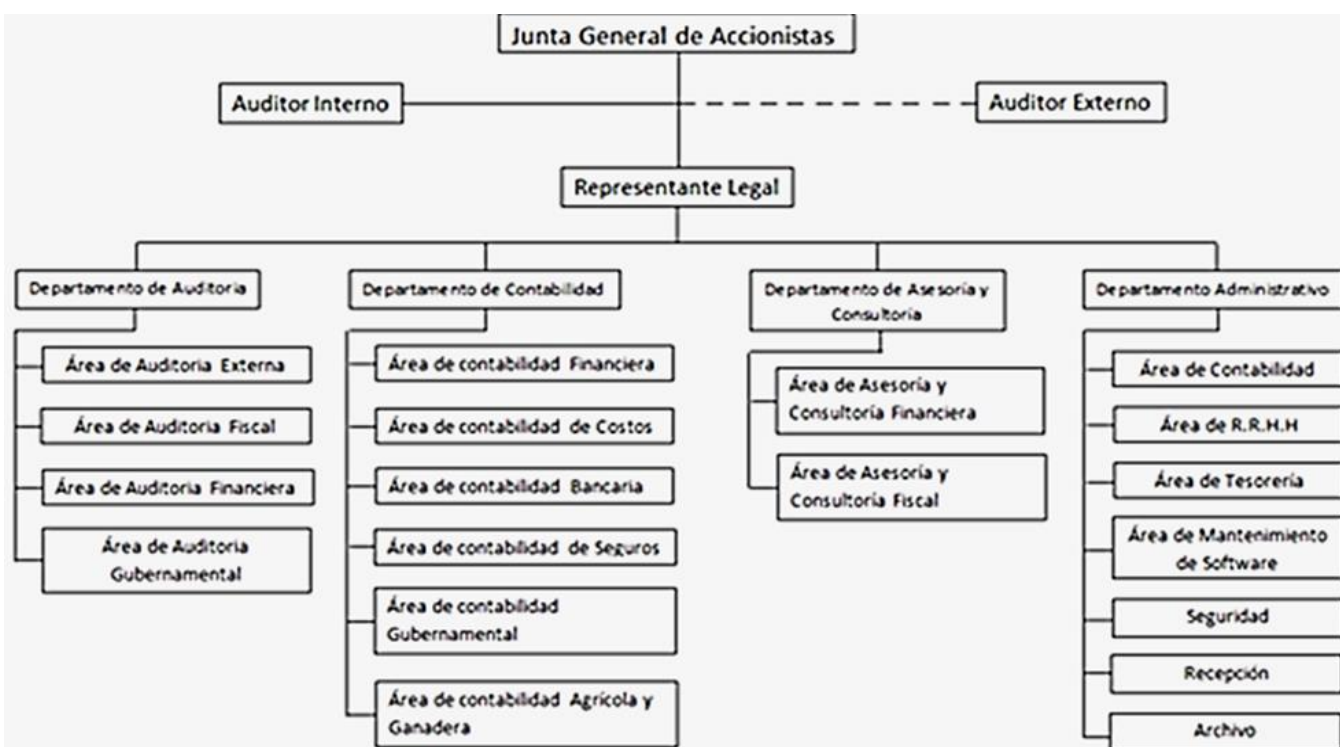 Junta General de Accionistas
Auditor Interno
Auditor Externo
Representante Legal
Departamento de Auditoria
Área de Auditoria Externa
Área de Auditoria Fiscal
Área de Auditoria Financiera
Área de Auditoria
Gubernamental
Departamento de Contabilidad
Área de contabilidad Financiera
Área de contabilidad de Costos
Área de contabilidad Bancaria
Área de contabilidad de Seguros
Área de contabilidad
Gubernamental
Área de contabilidad Agrícola y
Ganadera
Departamento de Asesoría y
Consultoría
Área de Asesoría y
Consultoría Financiera
Área de Asesoría y
Consultoría Fiscal
Departamento Administrativo
Área de Contabilidad
Área de R.R.H.H
Área de Tesorería
Área de Mantenimiento
de Software
Seguridad
Recepción
Archivo